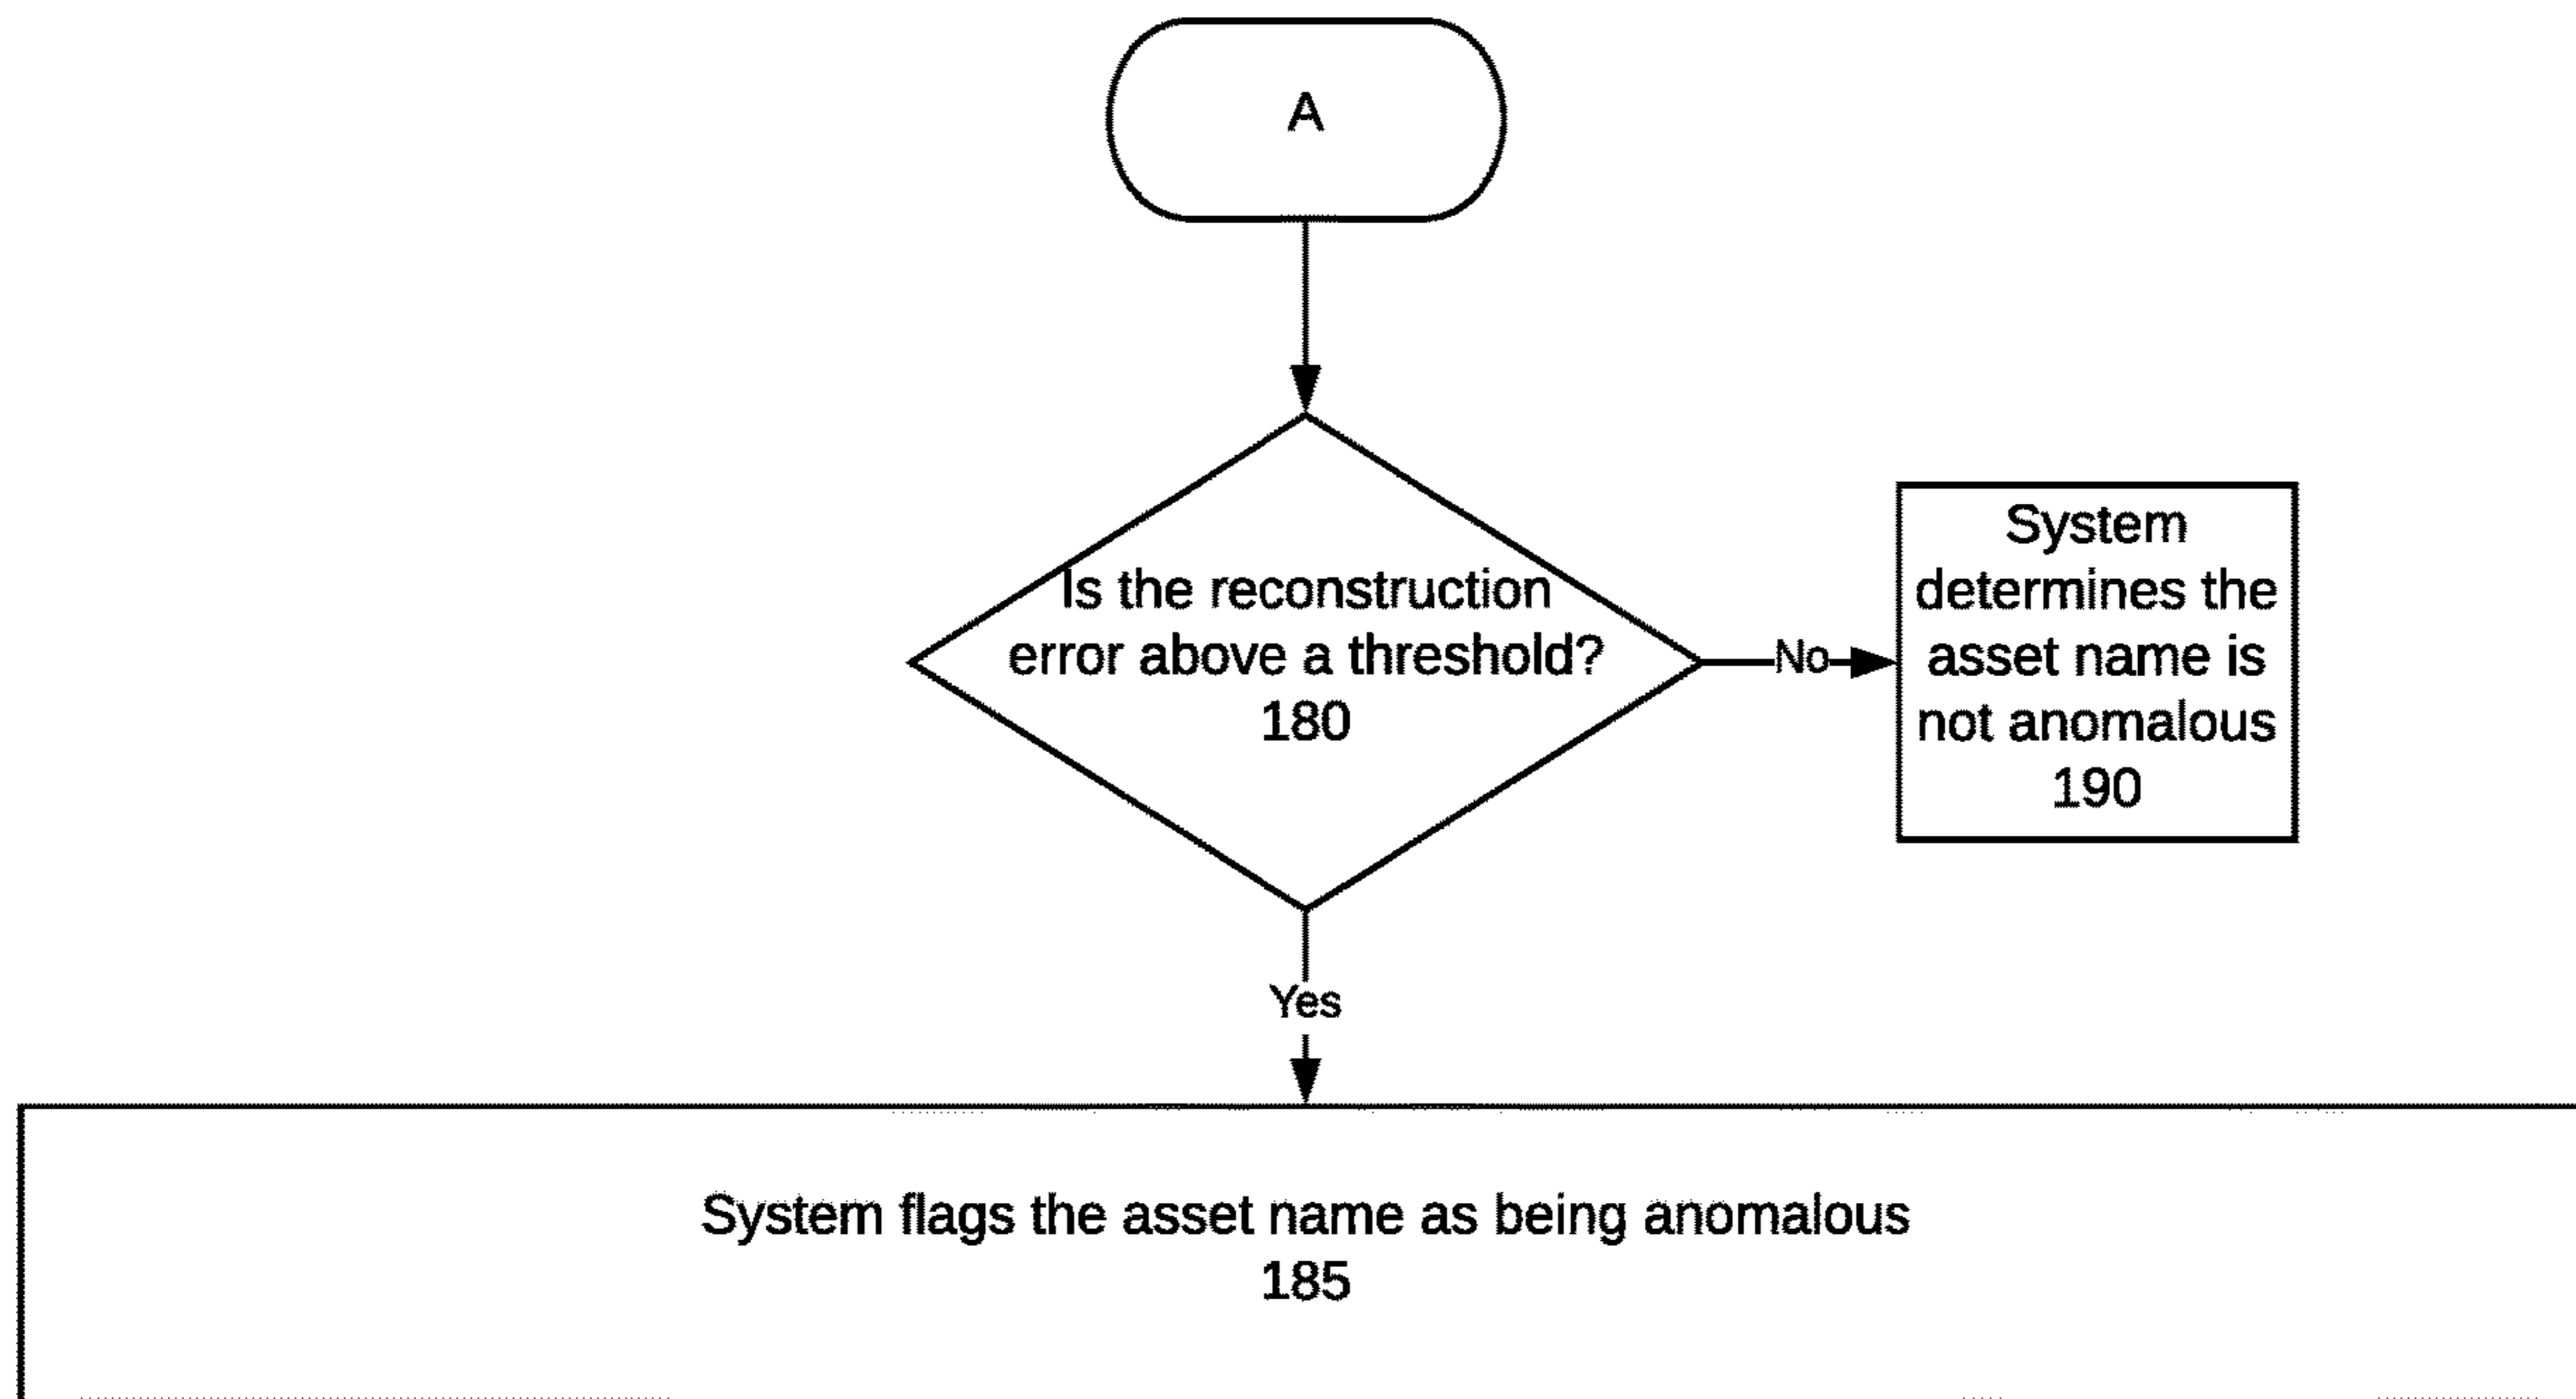 A
Is the reconstruction
error above a threshold?
180
No
System
determines the
asset name is
not anomalous
190
Yes
System flags the asset name as being anomalous
185